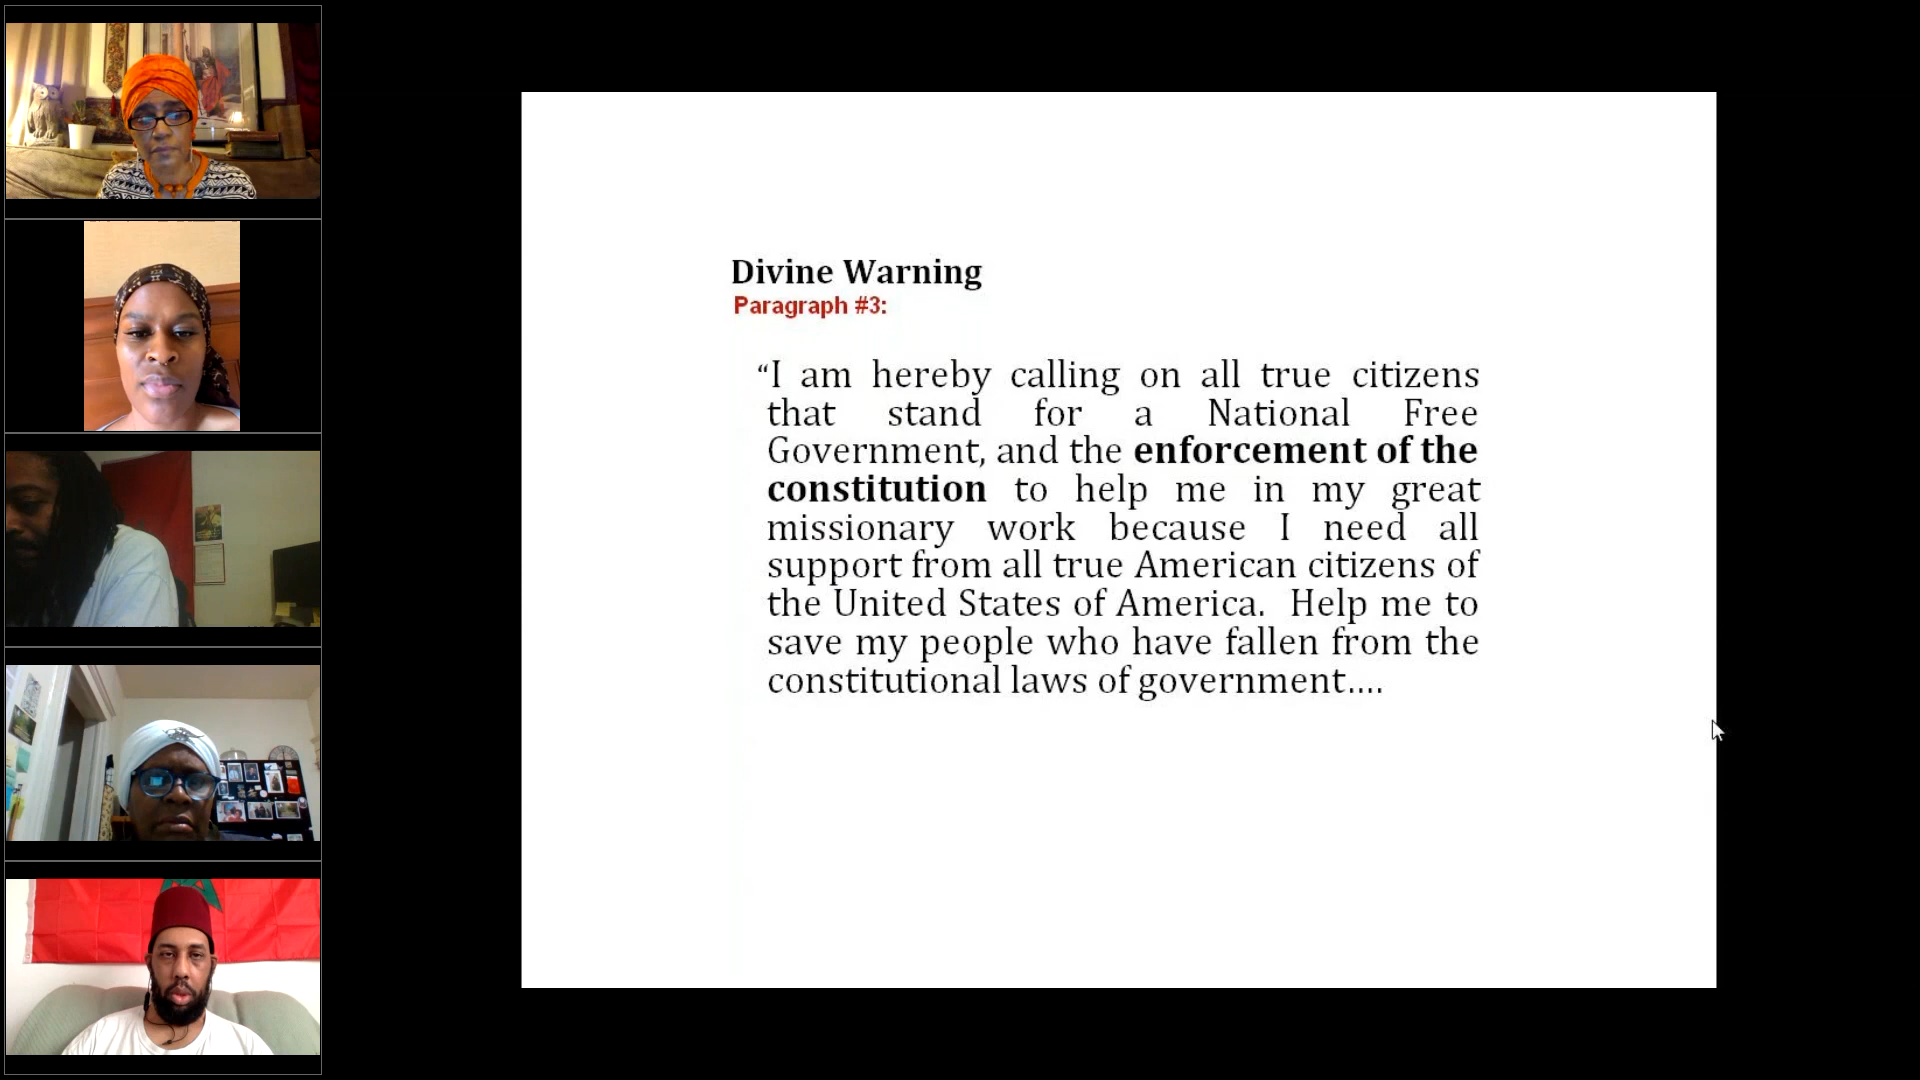 Divine Warning
Paragraph #3:
“I am hereby calling on all true citizens
that stand for a National Free
Government, and the enforcement of the
constitution to help me in my great
missionary work because I need all
support from all true American citizens of
the United States of America.  Help me to
save my people who have fallen from the
constitutional laws of government....